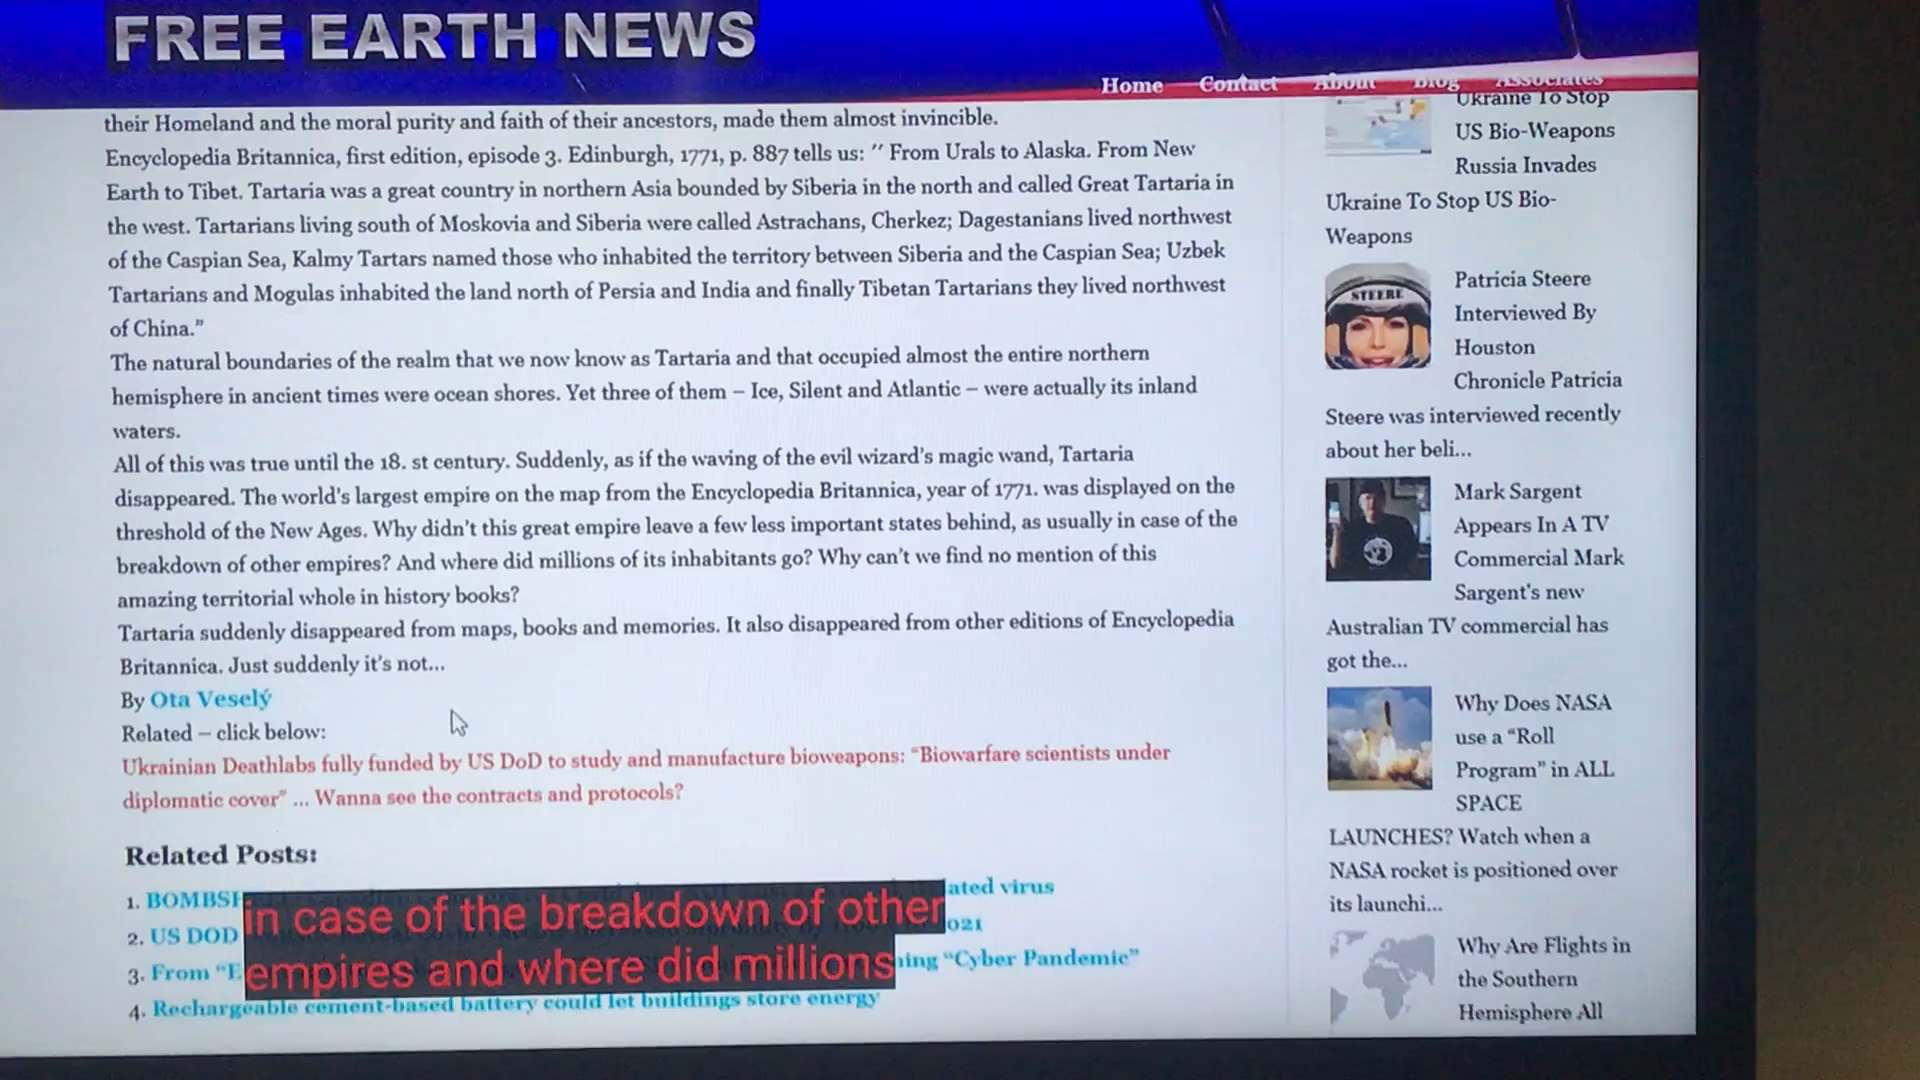 FREE EARTH NEWS
Home Contact About Blog Associates
their Homeland and the moral purity and faith of their ancestors, made them almost invincible.
Encyclopedia Britannica, first edition, episode 3. Edinburgh, 1771, p. 887 tells us: ″ From Urals to Alaska. From New
Earth to Tibet. Tartaria was a great country in northern Asia bounded by Siberia in the north and called Great Tartaria in
the west. Tartarians living south of Moskovia and Siberia were called Astrachans, Cherkez; Dagestanians lived northwest
of the Caspian Sea, Kalmy Tartars named those who inhabited the territory between Siberia and the Caspian Sea; Uzbek
Tartarians and Mogulas inhabited the land north of Persia and India and finally Tibetan Tartarians they lived northwest
of China.”
The natural boundaries of the realm that we now know as Tartaria and that occupied almost the entire northern
hemisphere in ancient times were ocean shores. Yet three of them – Ice, Silent and Atlantic – were actually its inland
waters.
All of this was true until the 18. st century. Suddenly, as if the waving of the evil wizard's magic wand, Tartaria
disappeared. The world's largest empire on the map from the Encyclopedia Britannica, year of 1771. was displayed on the
threshold of the New Ages. Why didn't this great empire leave a few less important states behind, as usually in case of the
breakdown of other empires? And where did millions of its inhabitants go? Why can't we find no mention of this
amazing territorial whole in history books?
Tartaria suddenly disappeared from maps, books and memories. It also disappeared from other editions of Encyclopedia
Britannica. Just suddenly it's not...
By Ota Veselý
Related – click below:
Ukrainian Deathlabs fully funded by US DoD to study and manufacture bioweapons: “Biowarfare scientists under
diplomatic cover” ... Wanna see the contracts and protocols?
Related Posts:
1. BOMBSH ated virus
2. US DOD 021
3. From “E ing “Cyber Pandemic”
4. Rechargeable cement-based battery could let buildings store energy
in case of the breakdown of other
empires and where did millions
Ukraine To Stop
US Bio-Weapons
Russia Invades
Ukraine To Stop US Bio-
Weapons
STEERE
Patricia Steere
Interviewed By
Houston
Chronicle Patricia
Steere was interviewed recently
about her beli...
Mark Sargent
Appears In A TV
Commercial Mark
Sargent's new
Australian TV commercial has
got the...
Why Does NASA
use a “Roll
Program” in ALL
SPACE
LAUNCHES? Watch when a
NASA rocket is positioned over
its launchi...
Why Are Flights in
the Southern
Hemisphere All